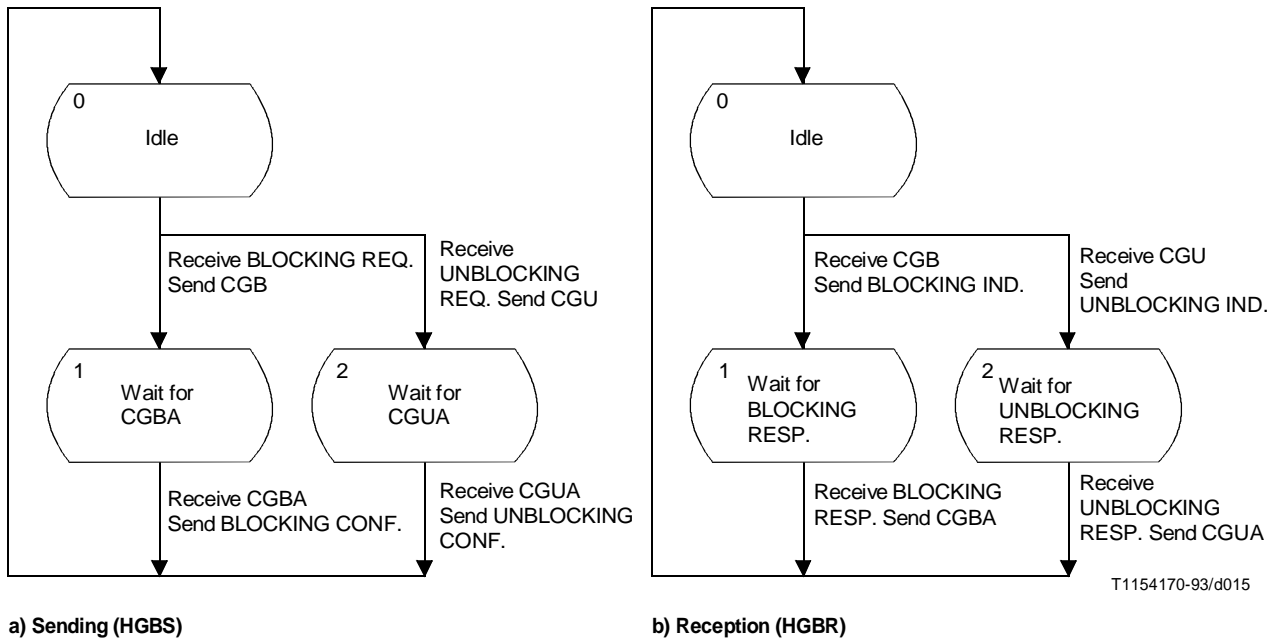 0
Idle
Receive BLOCKING REQ.
Send CGB
Receive
UNBLOCKING
REQ. Send CGU
1
Wait for
CGBA
2
Wait for
CGUA
Receive CGBA
Send BLOCKING CONF.
Receive CGUA
Send UNBLOCKING
CONF.
a) Sending (HGBS)
0
Idle
Receive CGB
Send BLOCKING IND.
Receive CGU
Send
UNBLOCKING IND.
1
Wait for
BLOCKING
RESP.
2
Wait for
UNBLOCKING
RESP.
Receive BLOCKING
RESP. Send CGBA
Receive
UNBLOCKING
RESP. Send CGUA
T1154170-93/d015
b) Reception (HGBR)